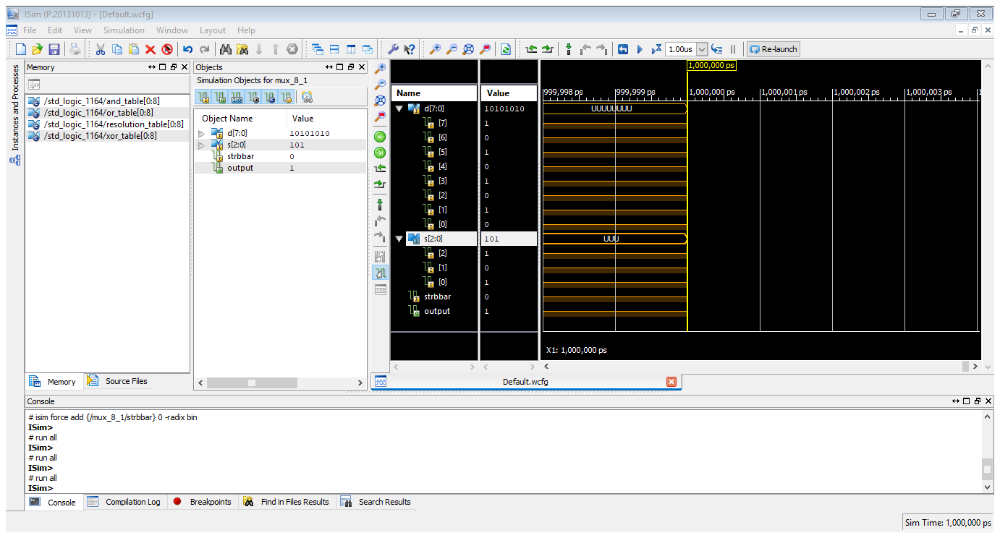 ISim (P.20131013) - [Default.wcfg]
File Edit View Simulation Window Layout Help
1.00us Re-launch
Instances and Processes
Memory
/std_logic_1164/and_table[0:8]
/std_logic_1164/or_table[0:8]
/std_logic_1164/resolution_table[0:8]
/std_logic_1164/xor_table[0:8]
Memory Source Files
Objects
Simulation Objects for mux_8_1
Object Name Value
d[7:0] 10101010
s[2:0] 101
strbbar 0
output 1
1,000,000 ps
Name Value
999,998 ps 999,999 ps 1,000,000 ps 1,000,001 ps 1,000,002 ps 1,000,003 ps
d[7:0] 10101010 UUUUUUUU
[7] 1
[6] 0
[5] 1
[4] 0
[3] 1
[2] 0
[1] 1
[0] 0
s[2:0] 101 UUU
[2] 1
[1] 0
[0] 1
strbbar 0
output 1
X1: 1,000,000 ps
Default.wcfg
Console
# isim force add {/mux_8_1/strbbar} 0 -radix bin
ISim>
# run all
ISim>
# run all
ISim>
# run all
ISim>
Console Compilation Log Breakpoints Find in Files Results Search Results
Sim Time: 1,000,000 ps